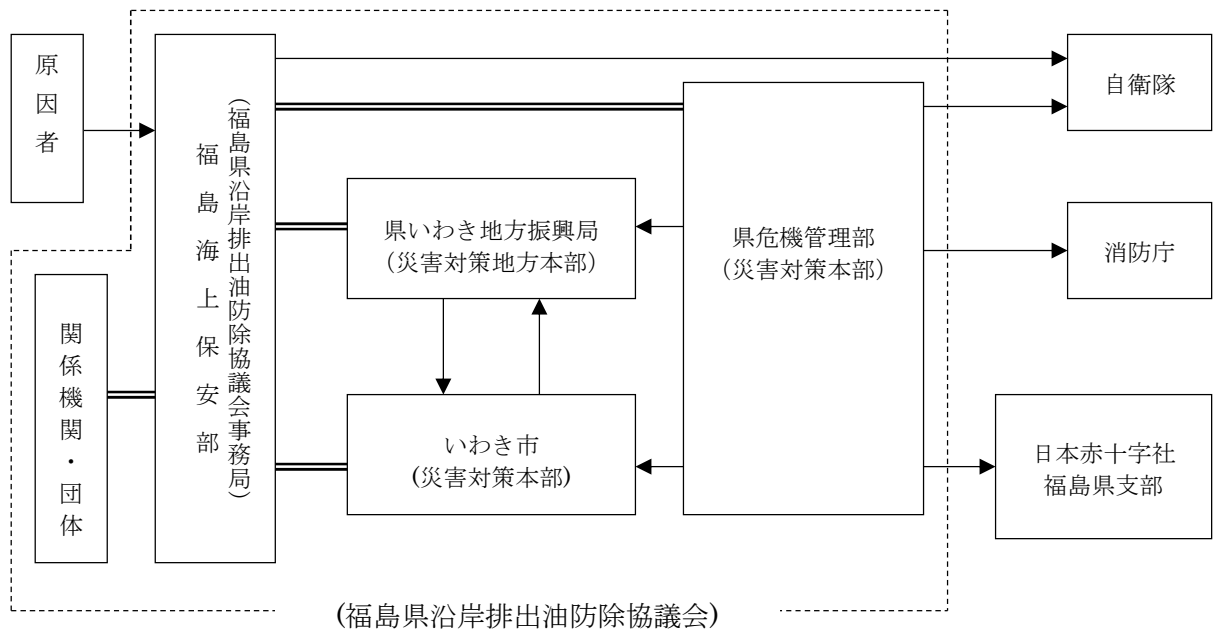 原因者
関係機関・団体
(福島県沿岸排出油防除協議会事務局)
福島海上保安部
県いわき地方振興局
(災害対策地方本部)
いわき市
(災害対策本部)
県危機管理部
(災害対策本部)
自衛隊
消防庁
日本赤十字社
福島県支部
(福島県沿岸排出油防除協議会)